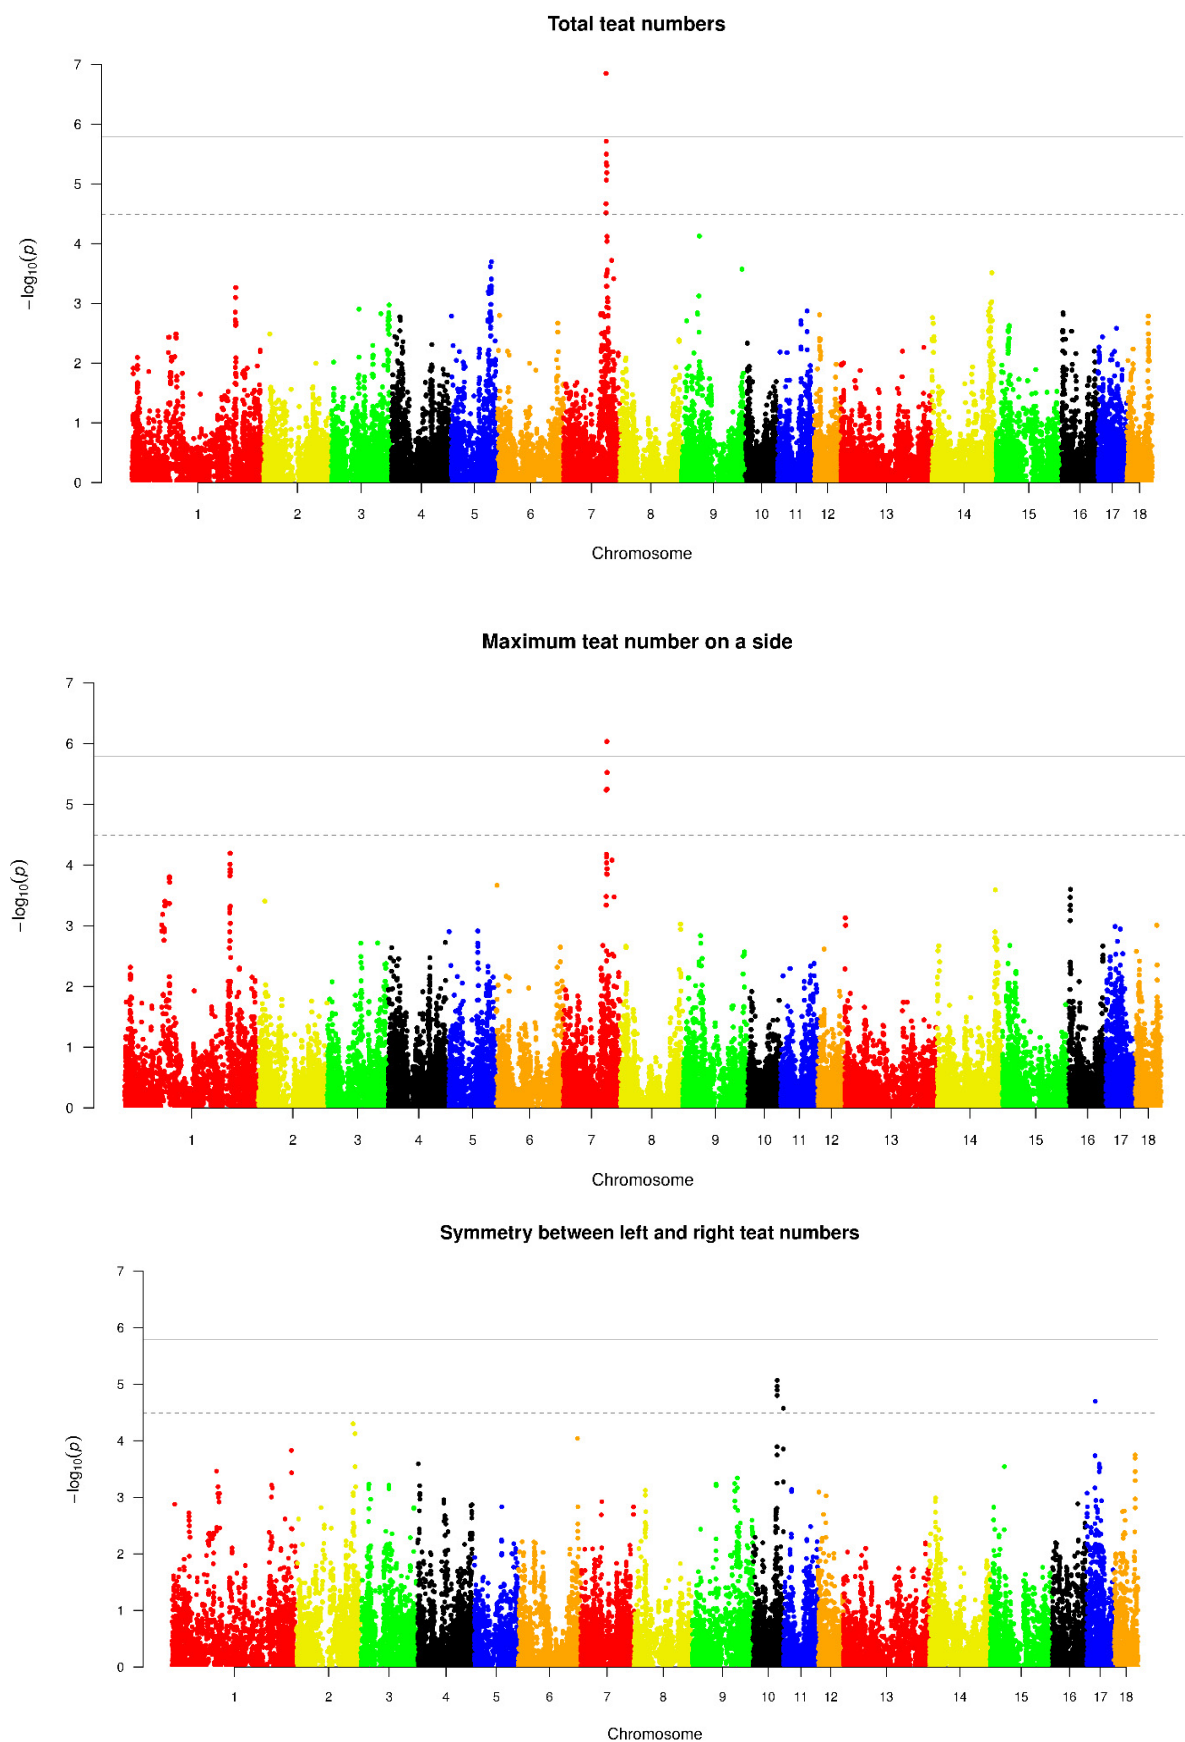 Total teat numbers
7
6
5
4
3
2
1
0
−log10(p)
1 2 3 4 5 6 7 8 9 10 11 12 13 14 15 16 17 18
Chromosome
Maximum teat number on a side
7
6
5
4
3
2
1
0
−log10(p)
1 2 3 4 5 6 7 8 9 10 11 12 13 14 15 16 17 18
Chromosome
Symmetry between left and right teat numbers
7
6
5
4
3
2
1
0
−log10(p)
1 2 3 4 5 6 7 8 9 10 11 12 13 14 15 16 17 18
Chromosome